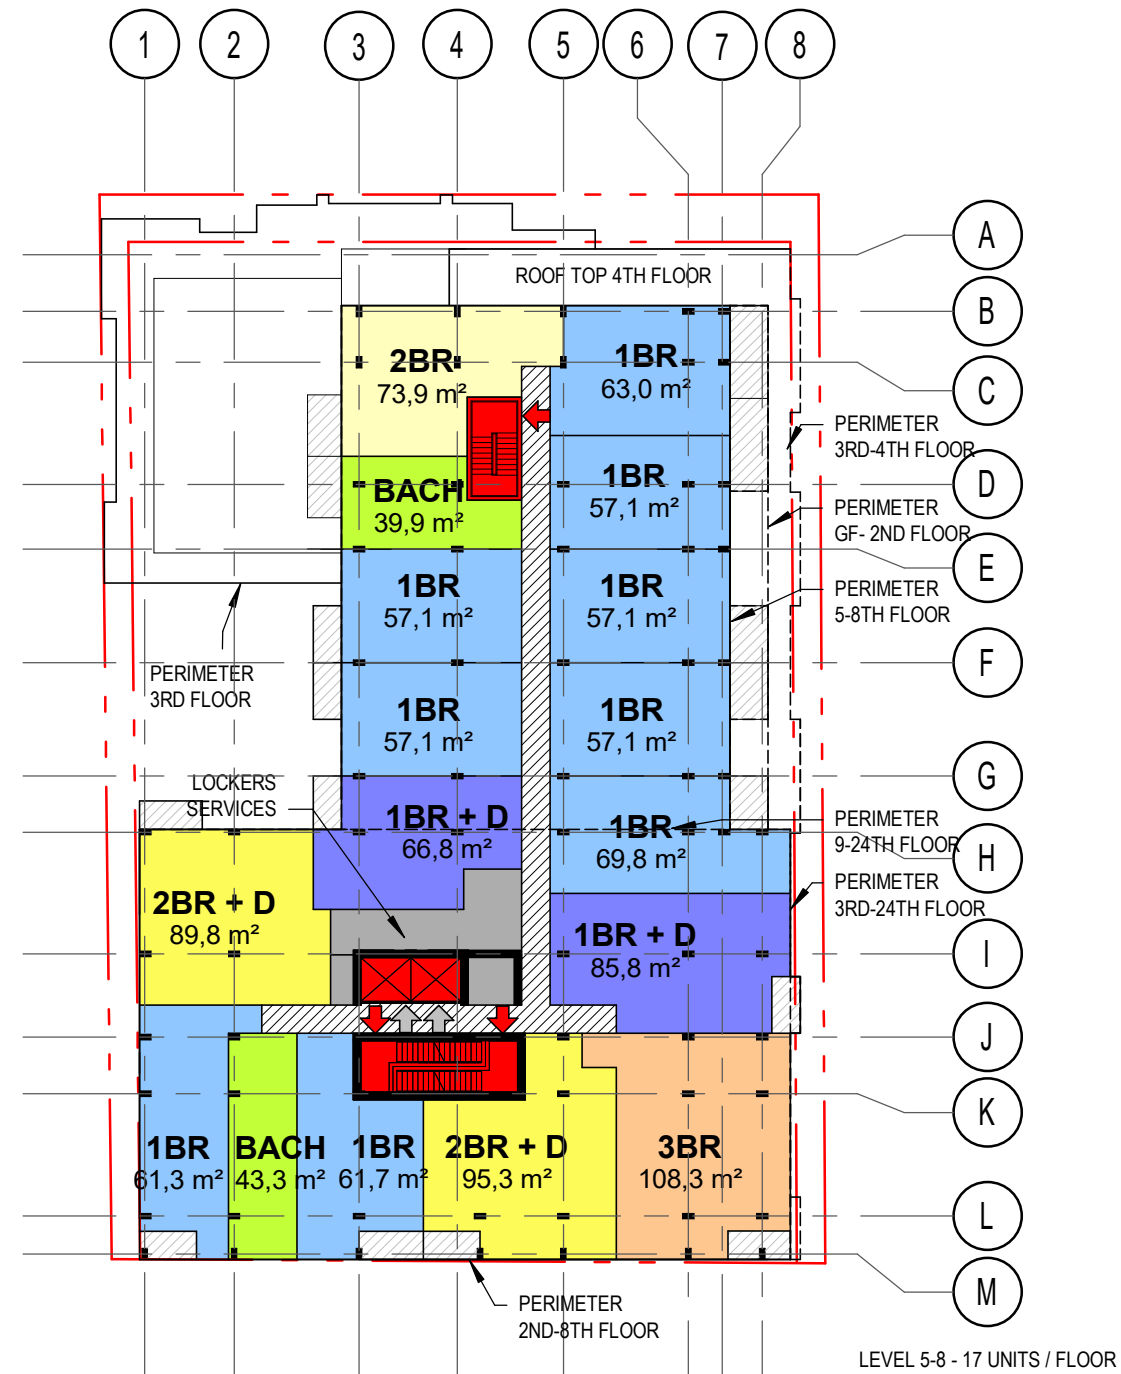 1 2 3 4 5 6 7 8
A
ROOF TOP 4TH FLOOR
B
2BR
73,9 m²
1BR
63,0 m²
C
PERIMETER
3RD-4TH FLOOR
BACH
39,9 m²
1BR
57,1 m²
D
PERIMETER
GF- 2ND FLOOR
E
1BR
57,1 m²
1BR
57,1 m²
PERIMETER
5-8TH FLOOR
F
PERIMETER
3RD FLOOR
1BR
57,1 m²
1BR
57,1 m²
G
LOCKERS
SERVICES
1BR + D
66,8 m²
1BR
69,8 m²
PERIMETER
9-24TH FLOOR
H
PERIMETER
3RD-24TH FLOOR
2BR + D
89,8 m²
1BR + D
85,8 m²
I
J
K
1BR
61,3 m²
BACH
43,3 m²
1BR
61,7 m²
2BR + D
95,3 m²
3BR
108,3 m²
L
M
PERIMETER
2ND-8TH FLOOR
LEVEL 5-8 - 17 UNITS / FLOOR